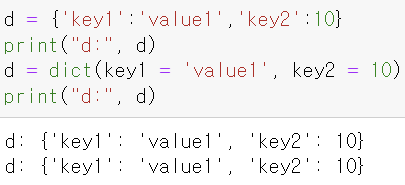 d = {'key1':'value1','key2':10}
print("d:", d)
d = dict(key1 = 'value1', key2 = 10)
print("d:", d)
d: {'key1': 'value1', 'key2': 10}
d: {'key1': 'value1', 'key2': 10}